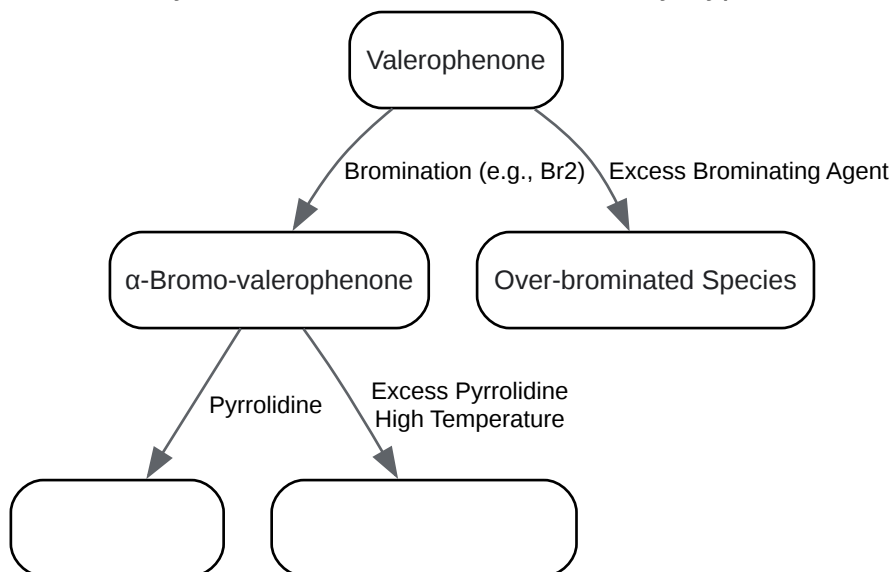 Valerophenone
Bromination (e.g., Br2)
Excess Brominating Agent
α-Bromo-valerophenone
Over-brominated Species
Pyrrolidine
Excess Pyrrolidine
High Temperature